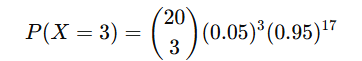 P(X = 3) = \binom{20}{3} (0.05)^3 (0.95)^{17}